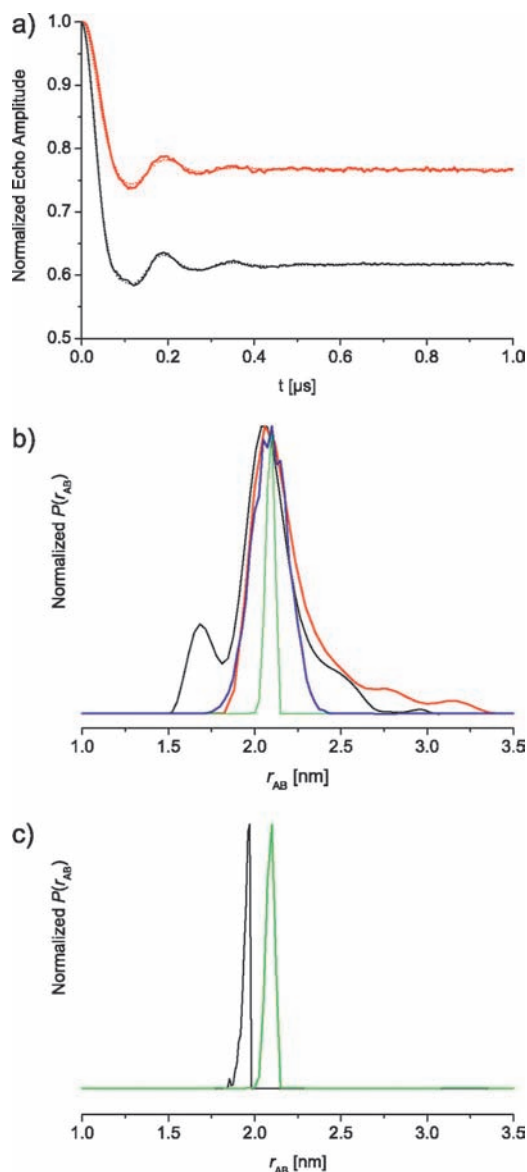 a)
Normalized Echo Amplitude
1.0
0.9
0.8
0.7
0.6
0.5
0.0 0.2 0.4 0.6 0.8 1.0
t [µs]
b)
Normalized P(rAB)
1.0 1.5 2.0 2.5 3.0 3.5
rAB [nm]
c)
Normalized P(rAB)
1.0 1.5 2.0 2.5 3.0 3.5
rAB [nm]